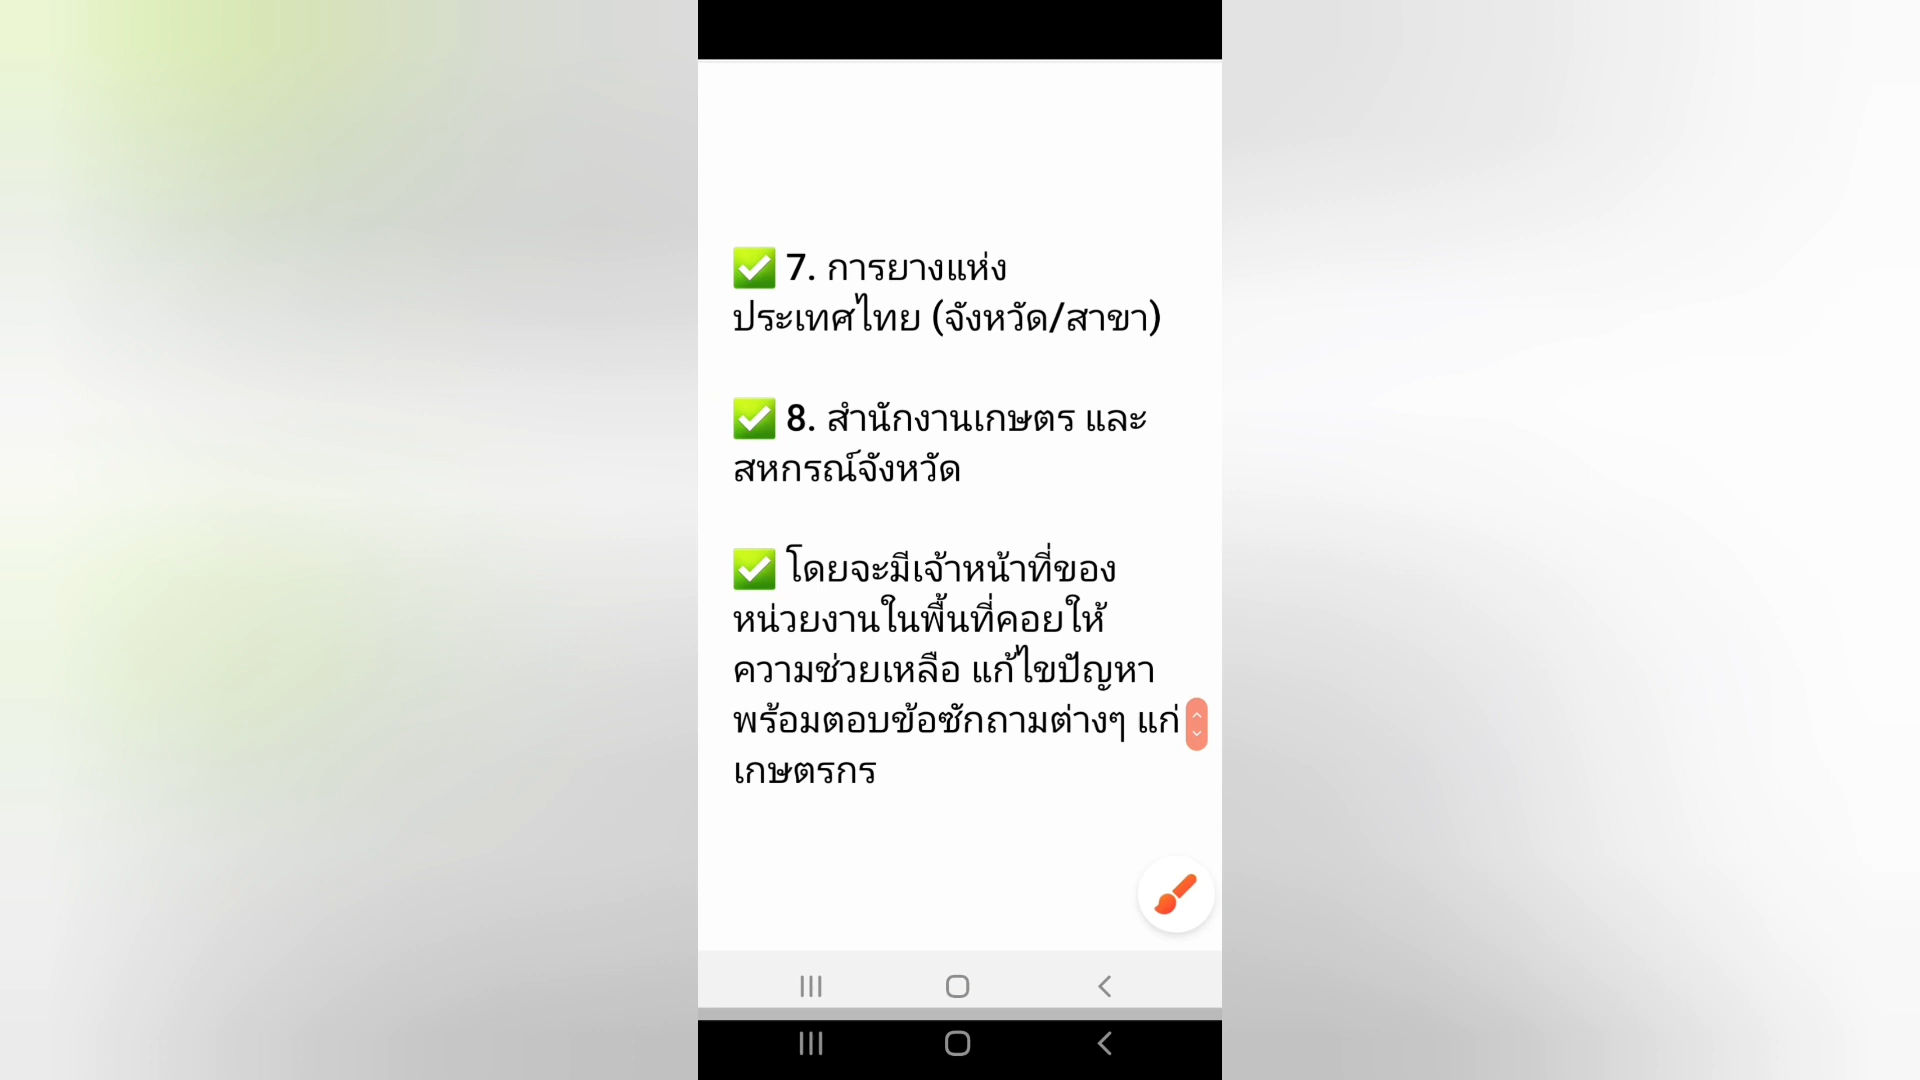 ✅ 7. การยางแห่ง
ประเทศไทย (จังหวัด/สาขา)
✅ 8. สำนักงานเกษตร และ
สหกรณ์จังหวัด
✅ โดยจะมีเจ้าหน้าที่ของ
หน่วยงานในพื้นที่คอยให้
ความช่วยเหลือ แก้ไขปัญหา
พร้อมตอบข้อซักถามต่างๆ แก่
เกษตรกร